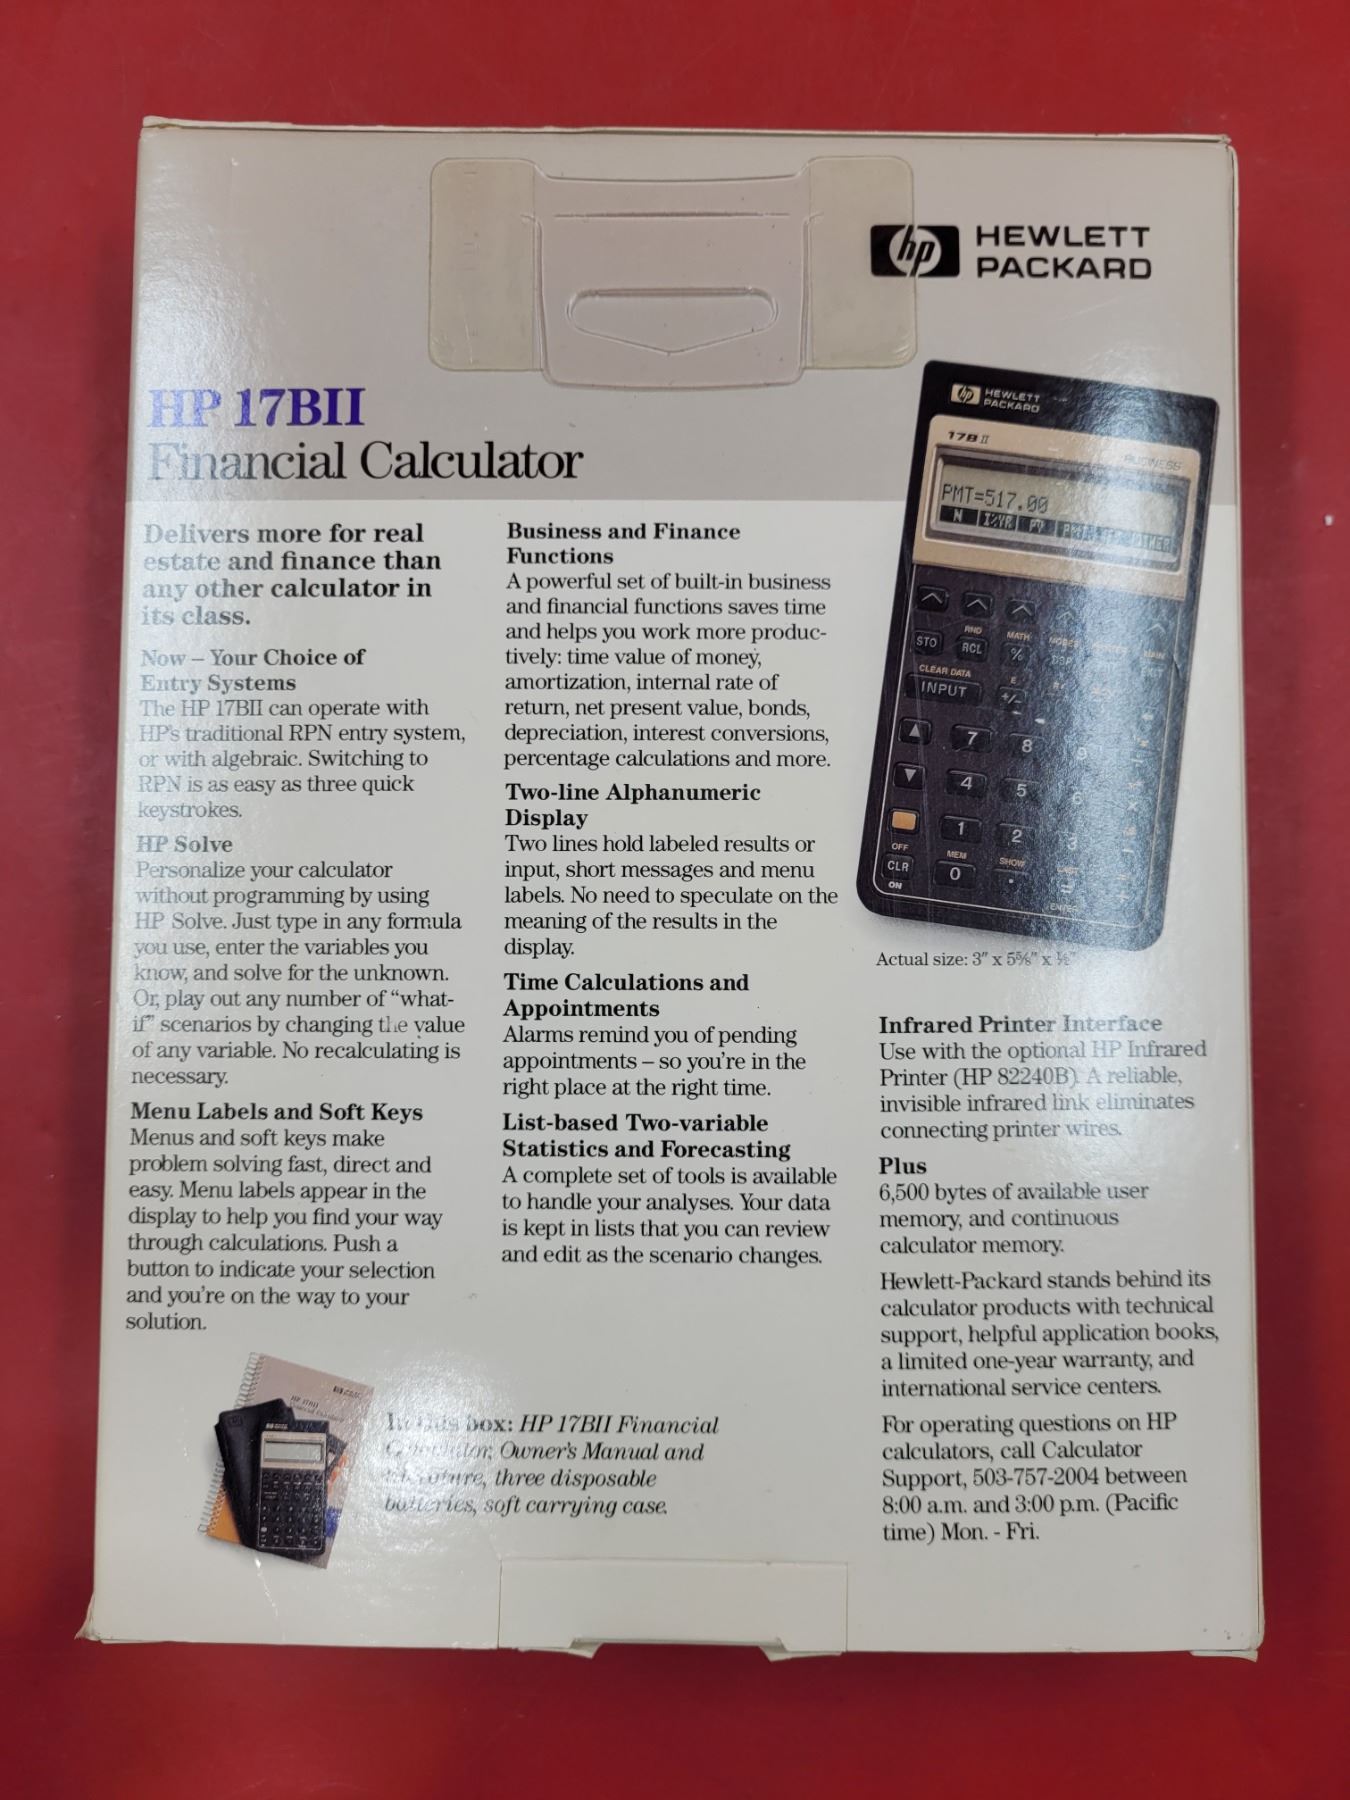 HEWLETT
PACKARD
HP 17BII
Financial Calculator
Delivers more for real
estate and finance than
any other calculator in
its class.
Now – Your Choice of
Entry Systems
The HP 17BII can operate with
HP's traditional RPN entry system,
or with algebraic. Switching to
RPN is as easy as three quick
keystrokes.
HP Solve
Personalize your calculator
without programming by using
HP Solve. Just type in any formula
you use, enter the variables you
know, and solve for the unknown.
Or, play out any number of “what-
if” scenarios by changing the value
of any variable. No recalculating is
necessary.
Menu Labels and Soft Keys
Menus and soft keys make
problem solving fast, direct and
easy. Menu labels appear in the
display to help you find your way
through calculations. Push a
button to indicate your selection
and you're on the way to your
solution.
Business and Finance
Functions
A powerful set of built-in business
and financial functions saves time
and helps you work more produc-
tively: time value of money,
amortization, internal rate of
return, net present value, bonds,
depreciation, interest conversions,
percentage calculations and more.
Two-line Alphanumeric
Display
Two lines hold labeled results or
input, short messages and menu
labels. No need to speculate on the
meaning of the results in the
display.
Time Calculations and
Appointments
Alarms remind you of pending
appointments – so you're in the
right place at the right time.
List-based Two-variable
Statistics and Forecasting
A complete set of tools is available
to handle your analyses. Your data
is kept in lists that you can review
and edit as the scenario changes.
hp HEWLETT
PACKARD
17B II
BUSINESS
PMT=517.00
N I%YR PV PMT OTHER
RND MATH
STO RCL %
CLEAR DATA E
INPUT +/-
7 8 9
4 5 6
1 2 3
OFF MEM SHOW
CLR 0 .
ON ENTER
Actual size: 3" x 5⅝" x ½"
Infrared Printer Interface
Use with the optional HP Infrared
Printer (HP 82240B). A reliable,
invisible infrared link eliminates
connecting printer wires.
Plus
6,500 bytes of available user
memory, and continuous
calculator memory.
Hewlett-Packard stands behind its
calculator products with technical
support, helpful application books,
a limited one-year warranty, and
international service centers.
For operating questions on HP
calculators, call Calculator
Support, 503-757-2004 between
8:00 a.m. and 3:00 p.m. (Pacific
time) Mon. - Fri.
In this box: HP 17BII Financial
Calculator, Owner's Manual and
three disposable
batteries, soft carrying case.